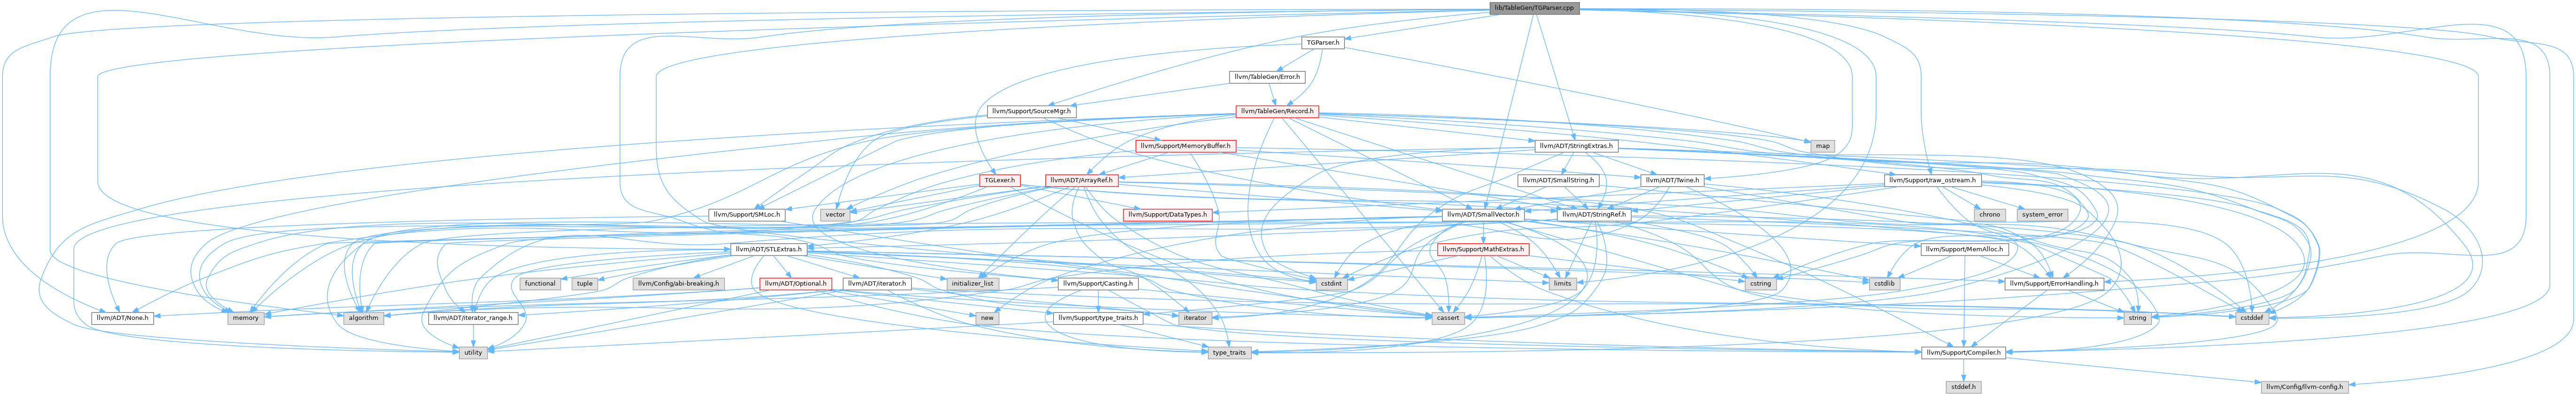 lib/TableGen/TGParser.cpp
TGParser.h
llvm/TableGen/Error.h
llvm/Support/SourceMgr.h
llvm/TableGen/Record.h
llvm/Support/MemoryBuffer.h
llvm/ADT/StringExtras.h
map
TGLexer.h
llvm/ADT/ArrayRef.h
llvm/ADT/SmallString.h
llvm/ADT/Twine.h
llvm/Support/raw_ostream.h
llvm/Support/SMLoc.h
vector
llvm/Support/DataTypes.h
llvm/ADT/SmallVector.h
llvm/ADT/StringRef.h
chrono
system_error
llvm/ADT/STLExtras.h
llvm/Support/MathExtras.h
llvm/Support/MemAlloc.h
functional
tuple
llvm/Config/abi-breaking.h
llvm/ADT/Optional.h
llvm/ADT/iterator.h
initializer_list
llvm/Support/Casting.h
cstdint
limits
cstring
cstdlib
llvm/Support/ErrorHandling.h
llvm/ADT/None.h
memory
algorithm
llvm/ADT/iterator_range.h
new
llvm/Support/type_traits.h
iterator
cassert
string
cstddef
utility
type_traits
llvm/Support/Compiler.h
stddef.h
llvm/Config/llvm-config.h